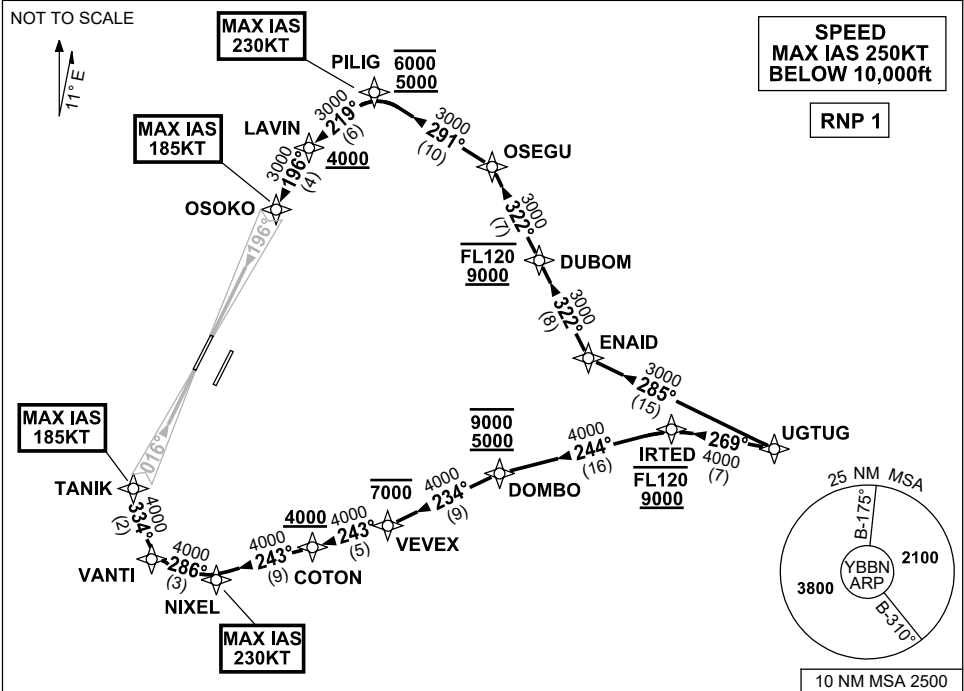 NOT TO SCALE
11° E
MAX IAS
230KT
SPEED
MAX IAS 250KT
BELOW 10,000ft
RNP 1
PILIG
6000
5000
3000
219°
(6)
3000
291°
(10)
LAVIN
4000
MAX IAS
185KT
3000
196°
(4)
OSOKO
196°
OSEGU
3000
322°
(7)
FL120
9000
DUBOM
3000
322°
(8)
ENAID
3000
285°
(15)
MAX IAS
185KT
016°
TANIK
4000
334°
(2)
VANTI
4000
286°
(3)
NIXEL
MAX IAS
230KT
4000
243°
(9)
4000
COTON
4000
243°
(5)
7000
VEVEX
4000
234°
(9)
9000
5000
DOMBO
4000
244°
(16)
IRTED
FL120
9000
269°
4000
(7)
UGTUG
25 NM MSA
B-175°
YBBN
ARP
2100
3800
B-310°
10 NM MSA 2500